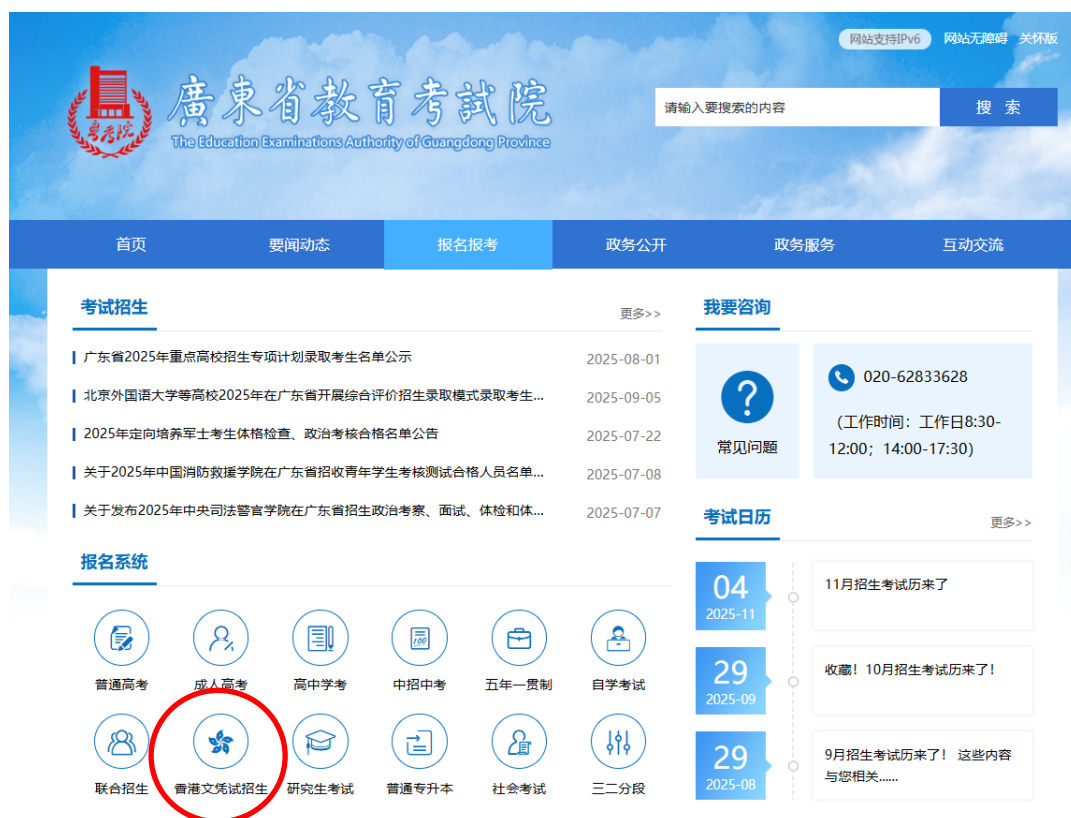 网站支持IPv6 网站无障碍 关怀版
粤考院
廣東省教育考試院
The Education Examinations Authority of Guangdong Province
请输入要搜索的内容 搜 索
首页 要闻动态 报名报考 政务公开 政务服务 互动交流
考试招生 更多>>
广东省2025年重点高校招生专项计划录取考生名单公示 2025-08-01
北京外国语大学等高校2025年在广东省开展综合评价招生录取模式录取考生... 2025-09-05
2025年定向培养军士考生体格检查、政治考核合格名单公告 2025-07-22
关于2025年中国消防救援学院在广东省招收青年学生考核测试合格人员名单... 2025-07-08
关于发布2025年中央司法警官学院在广东省招生政治考察、面试、体检和体... 2025-07-07
我要咨询
?
常见问题
020-62833628
（工作时间：工作日8:30-
12:00；14:00-17:30）
报名系统
100
普通高考 成人高考 高中学考 中招中考 五年一贯制 自学考试
联合招生 香港文凭试招生 研究生考试 普通专升本 社会考试 三二分段
考试日历 更多>>
04
2025-11
11月招生考试历来了
29
2025-09
收藏！10月招生考试历来了！
29
2025-08
9月招生考试历来了！ 这些内容
与您相关......